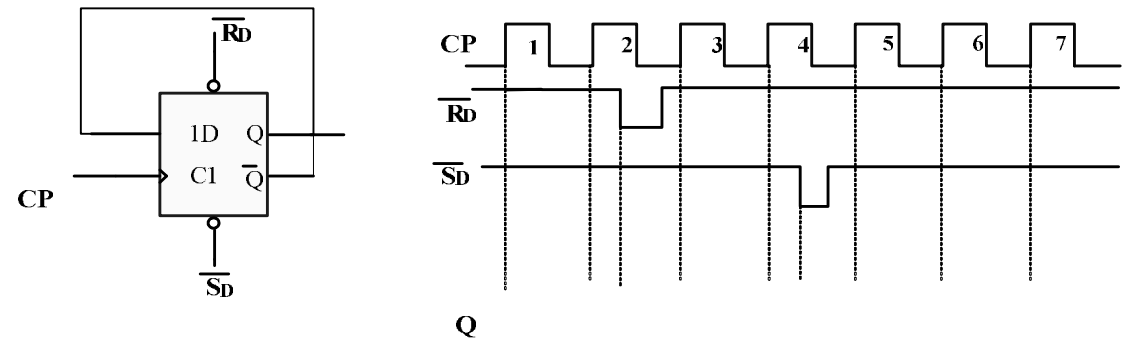 R̅D̅
1D Q
C1 Q̅
CP
S̅D̅
CP 1 2 3 4 5 6 7
R̅D̅
S̅D̅
Q